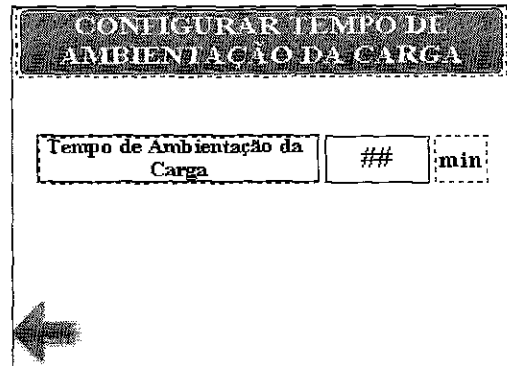 CONFIGURAR TEMPO DE
AMBIENTAÇÃO DA CARGA
Tempo de Ambientação da
Carga
##
min